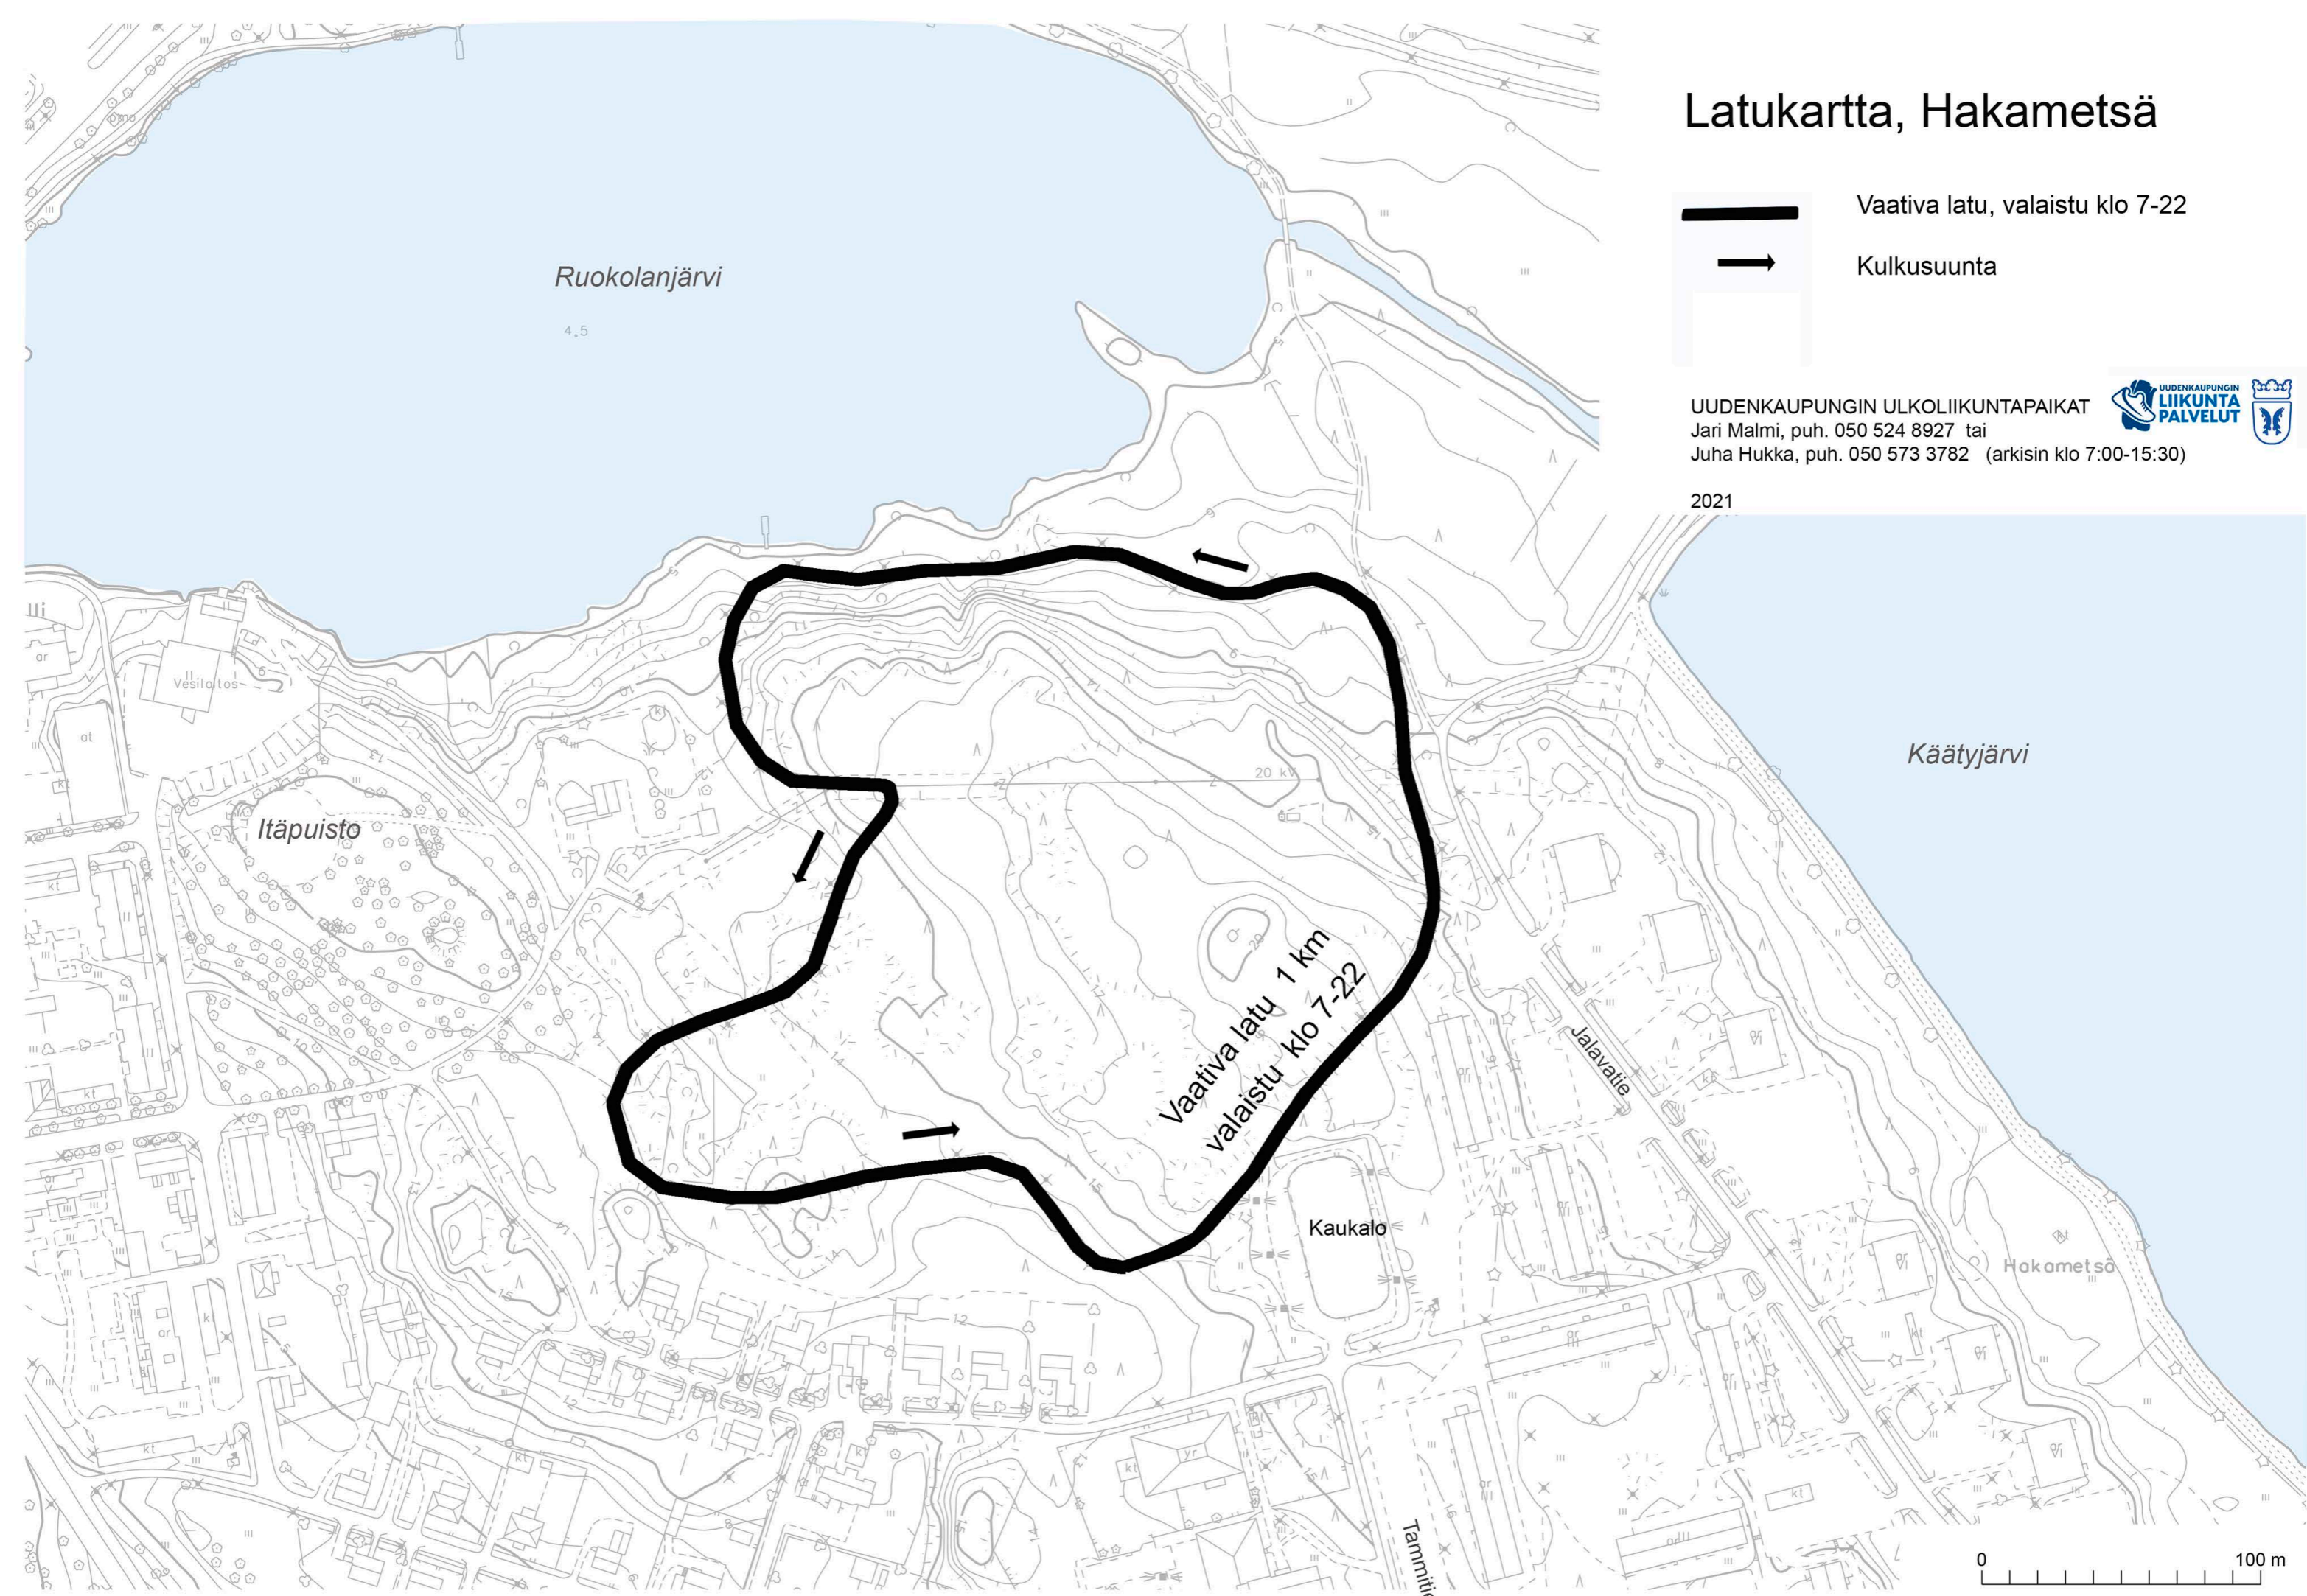 Latukartta, Hakametsä
Vaativa latu, valaistu klo 7-22
Kulkusuunta
UUDENKAUPUNGIN ULKOLIIKUNTAPAIKAT
Jari Malmi, puh. 050 524 8927 tai
Juha Hukka, puh. 050 573 3782 (arkisin klo 7:00-15:30)
2021
UUDENKAUPUNGIN
LIIKUNTA
PALVELUT
Ruokolanjärvi
4.5
Vesilaitos
Itäpuisto
Käätyjärvi
20 kV
Vaativa latu 1 km
valaistu klo 7-22
Jalavatie
Kaukalo
Hakametsä
Tammitie
0
100 m